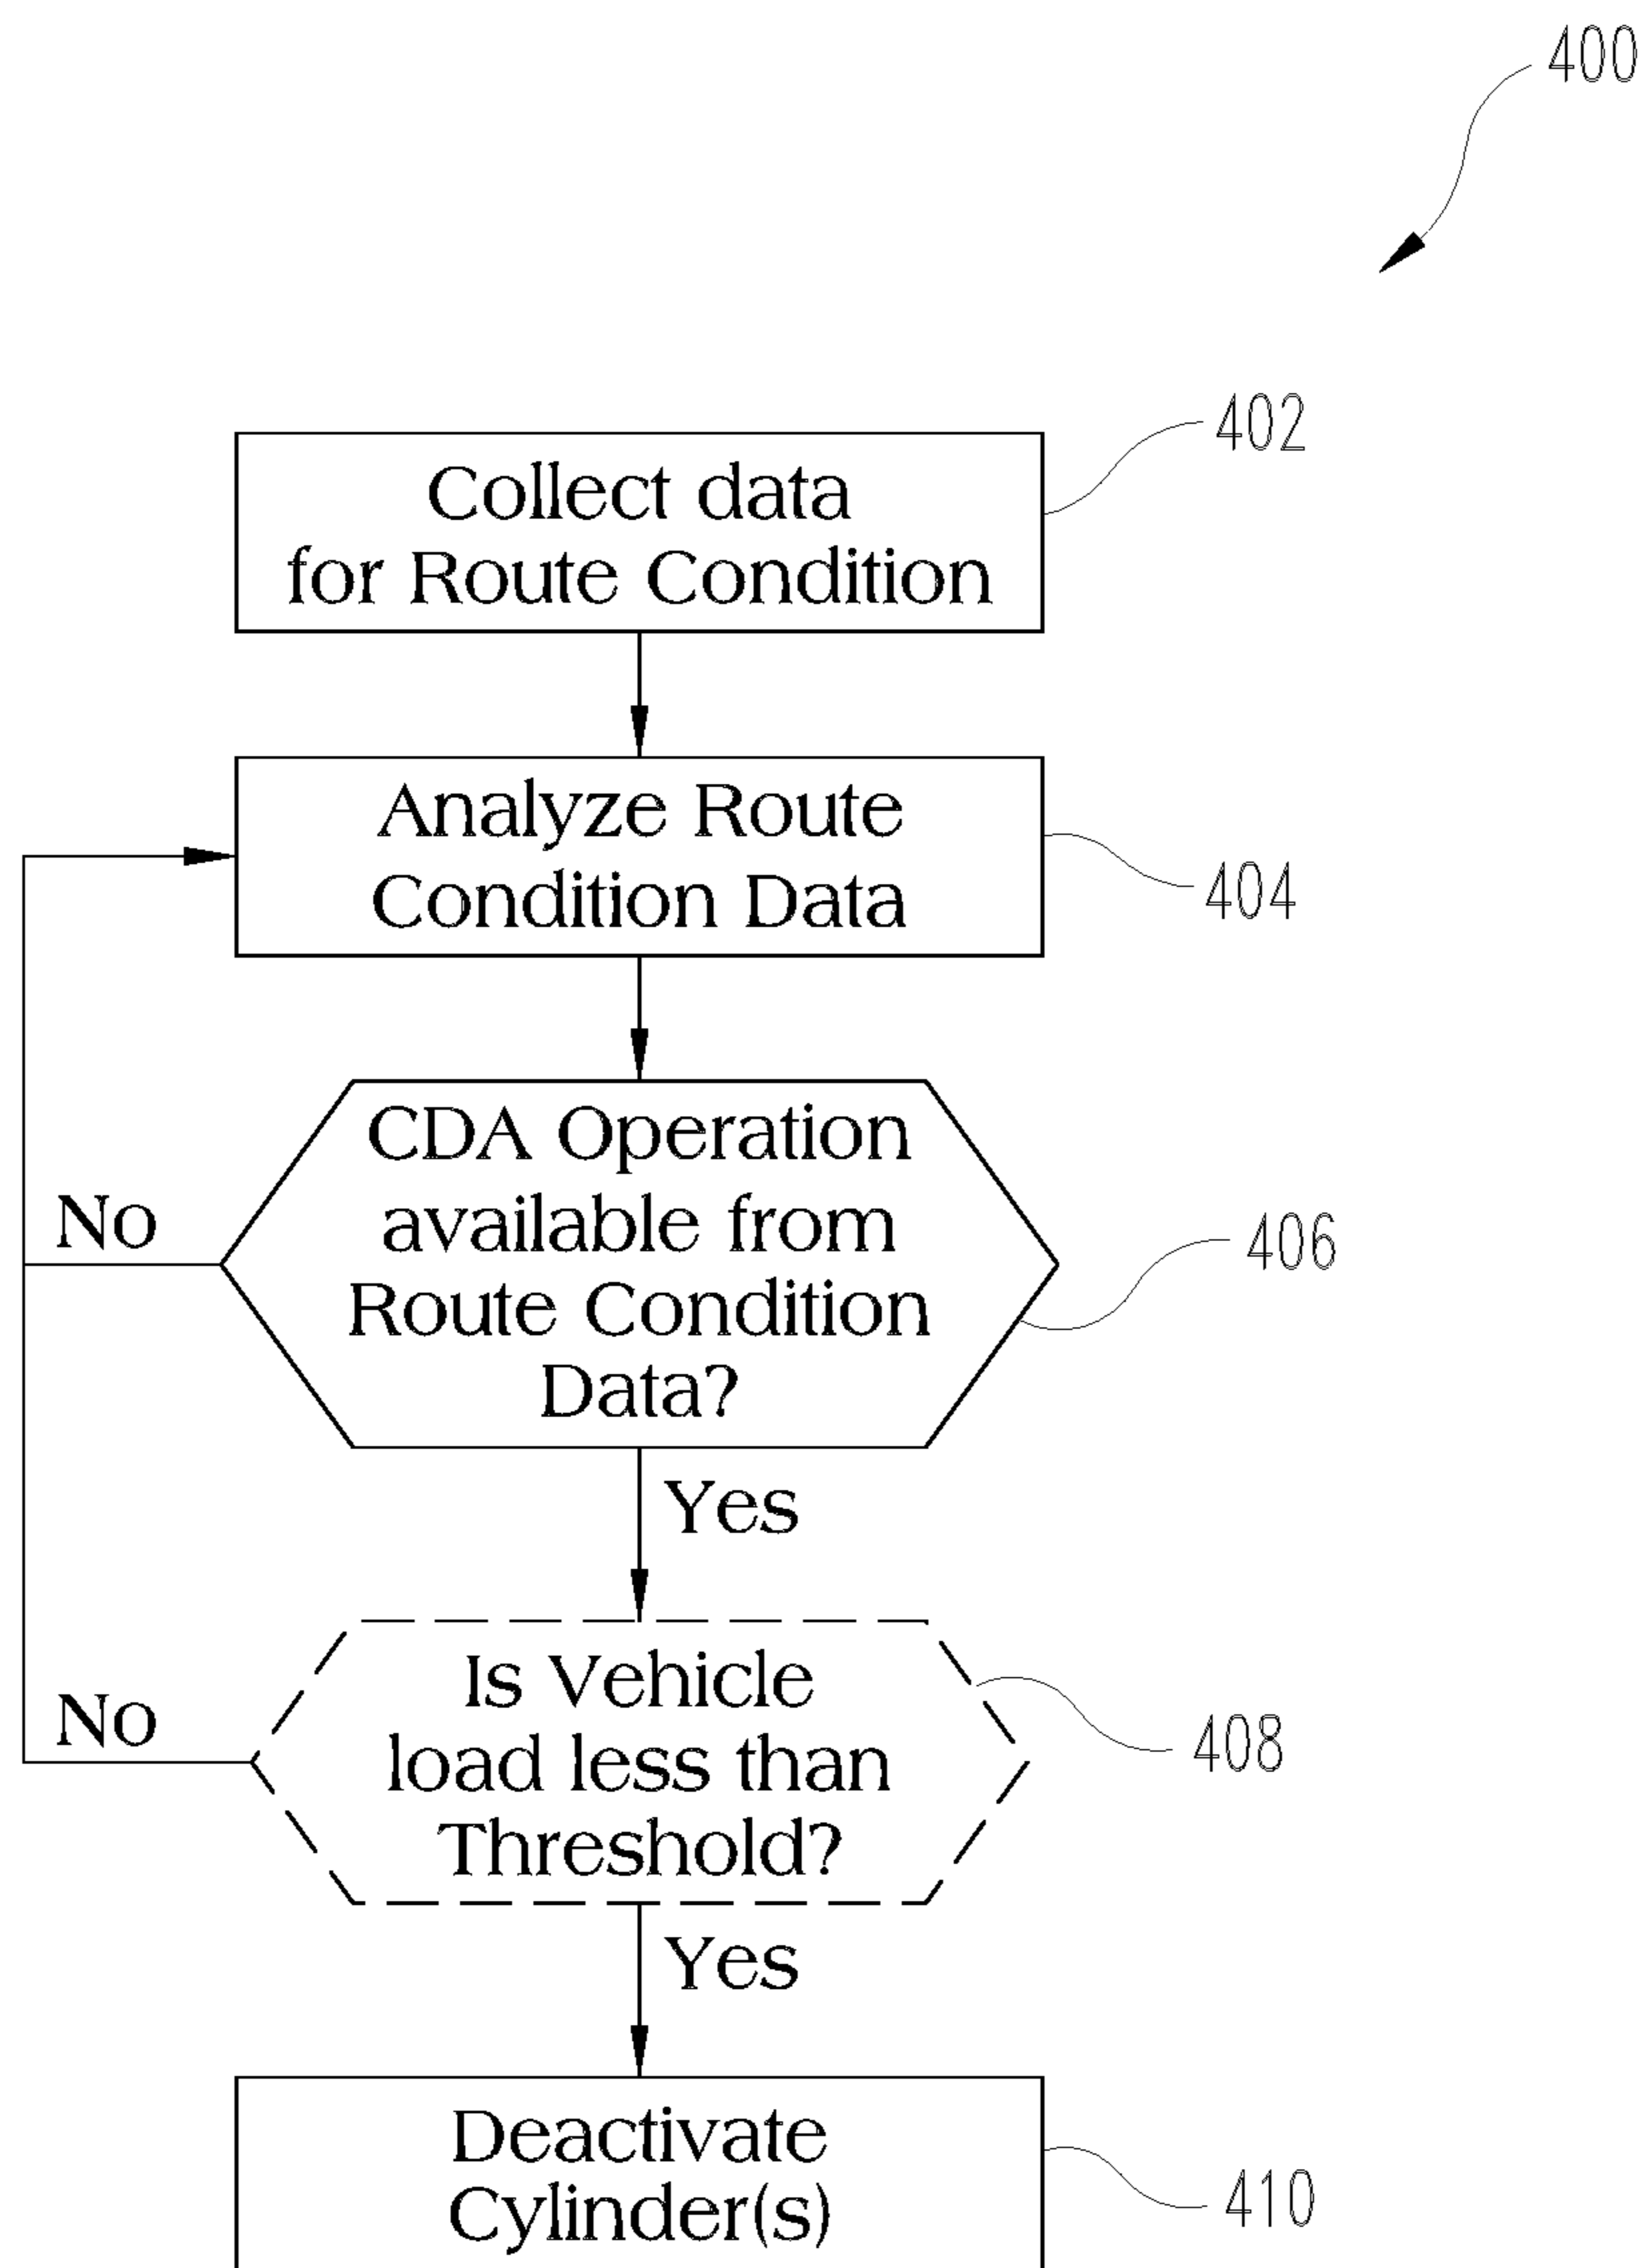 400
402
Collect data
for Route Condition
Analyze Route
Condition Data
404
CDA Operation
available from
Route Condition
Data?
No
406
Yes
Is Vehicle
load less than
Threshold?
No
408
Yes
Deactivate
Cylinder(s)
410